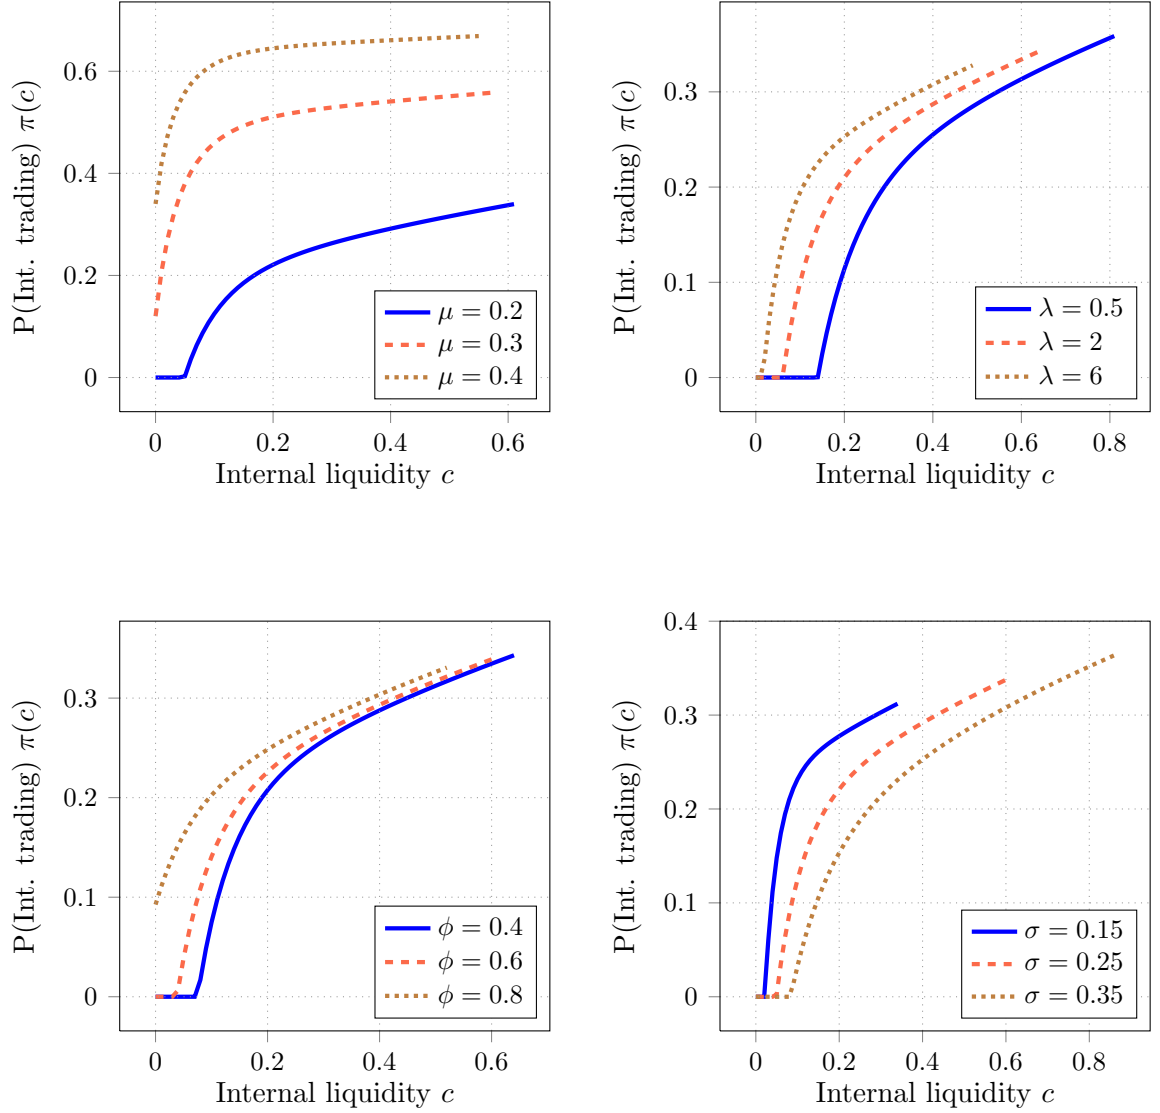 P(Int. trading) π(c)
0.6
0.4
0.2
0
μ = 0.2
μ = 0.3
μ = 0.4
0 0.2 0.4 0.6
Internal liquidity c
P(Int. trading) π(c)
0.3
0.2
0.1
0
λ = 0.5
λ = 2
λ = 6
0 0.2 0.4 0.6 0.8
Internal liquidity c
P(Int. trading) π(c)
0.3
0.2
0.1
0
ϕ = 0.4
ϕ = 0.6
ϕ = 0.8
0 0.2 0.4 0.6
Internal liquidity c
P(Int. trading) π(c)
0.4
0.3
0.2
0.1
0
σ = 0.15
σ = 0.25
σ = 0.35
0 0.2 0.4 0.6 0.8
Internal liquidity c